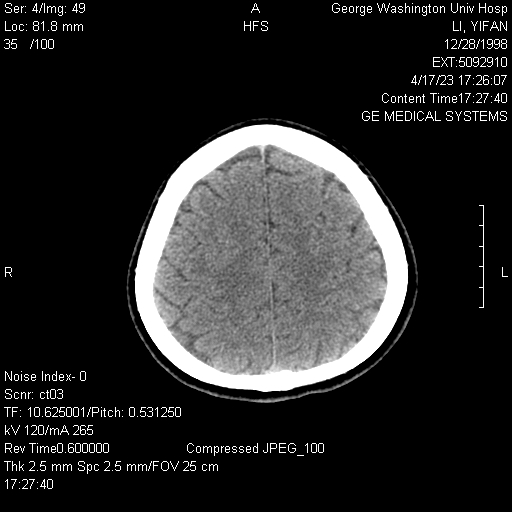 Ser: 4/Img: 49
Loc: 81.8 mm
35 /100
A
HFS
George Washington Univ Hosp
LI, YIFAN
12/28/1998
EXT:5092910
4/17/23 17:26:07
Content Time17:27:40
GE MEDICAL SYSTEMS
R
L
Noise Index- 0
Scnr: ct03
TF: 10.625001/Pitch: 0.531250
kV 120/mA 265
Rev Time0.600000
Compressed JPEG_100
Thk 2.5 mm Spc 2.5 mm/FOV 25 cm
17:27:40